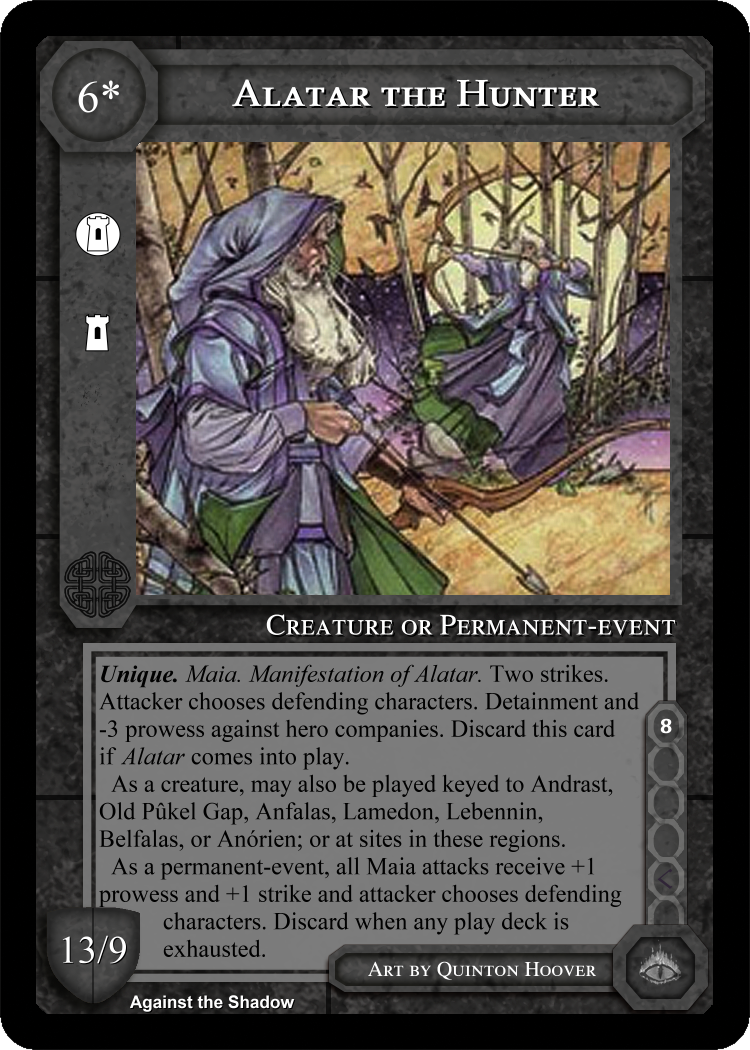 6*
Alatar the Hunter
Creature or Permanent-event
Unique. Maia. Manifestation of Alatar. Two strikes.
Attacker chooses defending characters. Detainment and
-3 prowess against hero companies. Discard this card
if Alatar comes into play.
As a creature, may also be played keyed to Andrast,
Old Pûkel Gap, Anfalas, Lamedon, Lebennin,
Belfalas, or Anórien; or at sites in these regions.
As a permanent-event, all Maia attacks receive +1
prowess and +1 strike and attacker chooses defending
characters. Discard when any play deck is
exhausted.
8
13/9
Art by Quinton Hoover
Against the Shadow